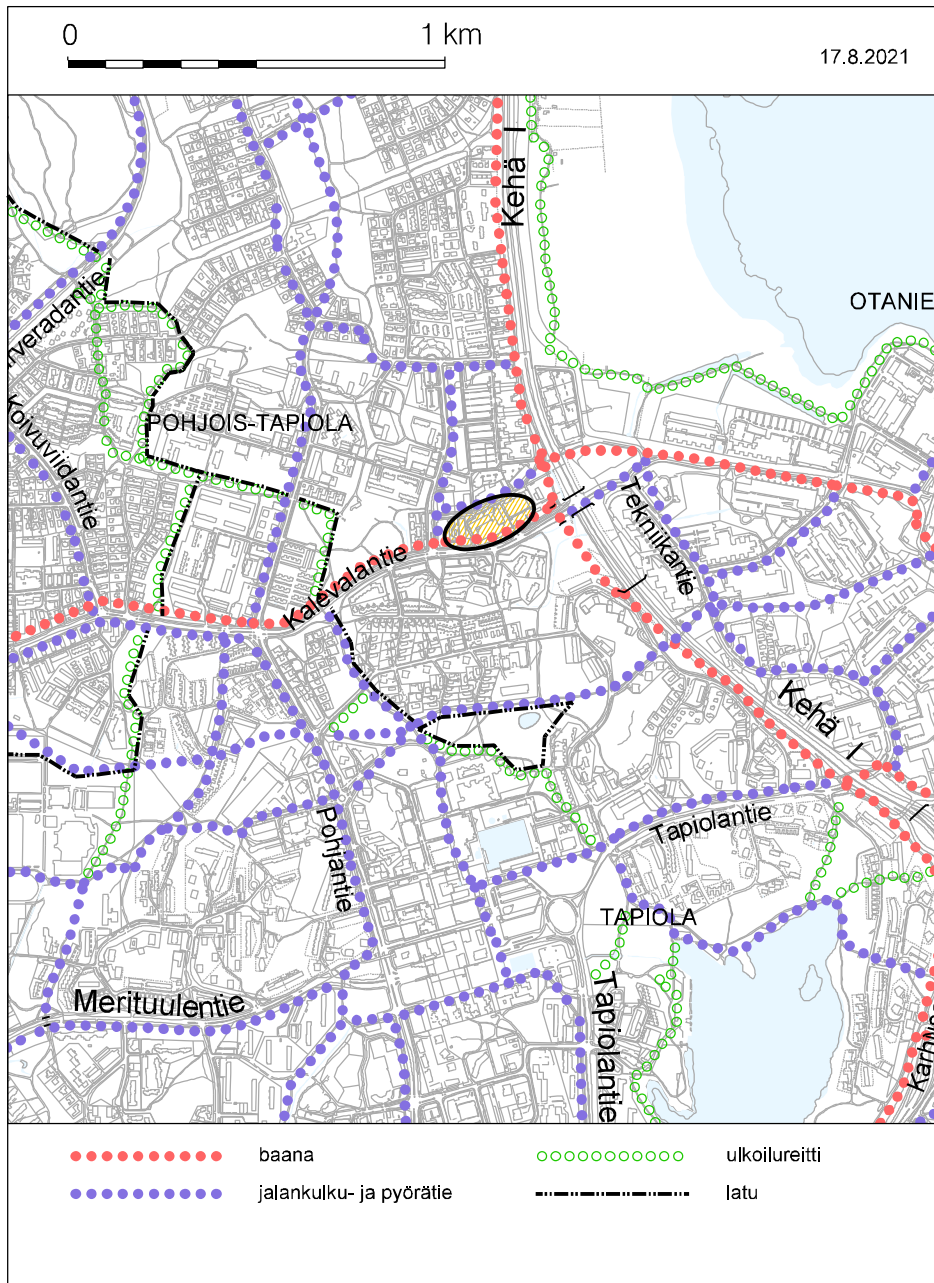 0 1 km
17.8.2021
Kehä I
OTANIE
rveradantie
Koivuviidantie
POHJOIS-TAPIOLA
Tekniikantie
Kalevalantie
Kehä I
Pohjantie
Tapiolantie
TAPIOLA
Merituulentie
Tapiolantie
Karhu
baana
ulkoilureitti
jalankulku- ja pyörätie
latu